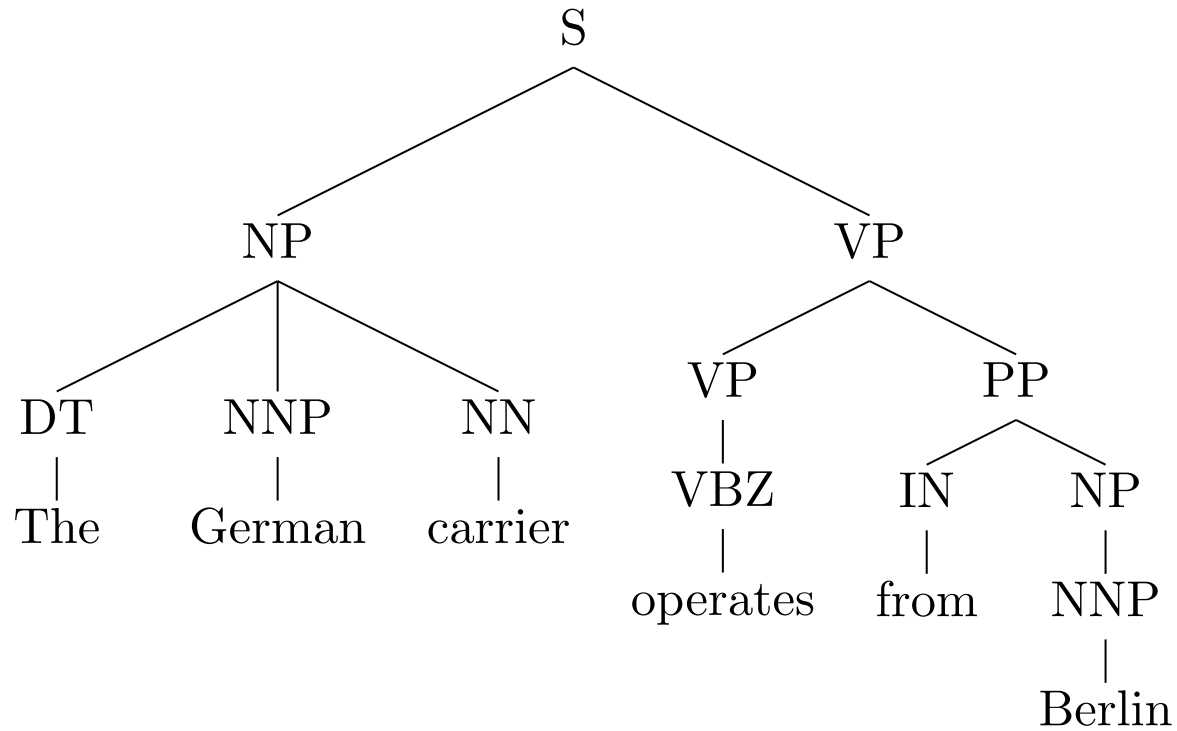 S
NP VP
VP PP
DT NNP NN
VBZ IN NP
The German carrier
operates from NNP
Berlin